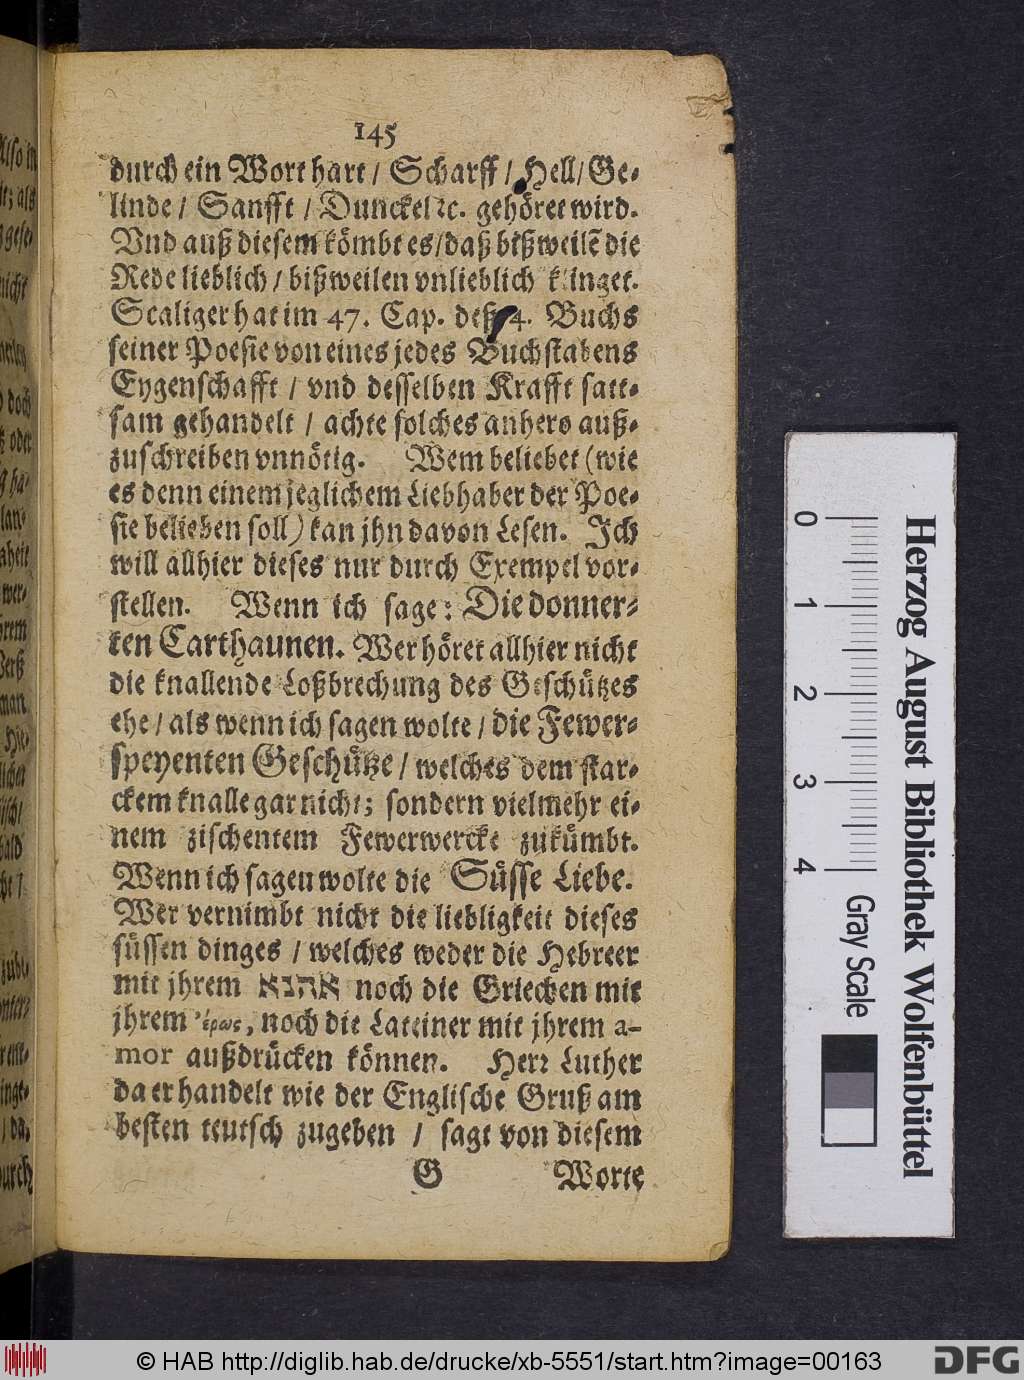 145
durch ein Wort hart / Scharff / Hell / Ge-
linde / Sanfft / Dunckel ꝛc. gehöret wird.
Vnd auß diesem kömbt es / daß bißweilẽ die
Rede lieblich / bißweilen vnlieblich klinget.
Scaliger hat im 47. Cap. deß 4. Buchs
seiner Poesie von eines jedes Buchstabens
Eygenschafft / vnd desselben Krafft satt-
sam gehandelt / achte solches anhero auß-
zuschreiben vnnötig. Wem beliebet (wie
es denn einem jeglichem Liebhaber der Poe-
sie belieben soll) kan jhn davon Lesen. Jch
will allhier dieses nur durch Exempel vor-
stellen. Wenn ich sage: Die donner-
ten Carthaunen. Wer höret allhier nicht
die knallende Loßbrechung des Geschützes
ehe / als wenn ich sagen wolte / die Fewer-
speyenten Geschütze / welches dem star-
ckem knalle gar nicht; sondern vielmehr ei-
nem zischentem Fewerwercke zukümbt.
Wenn ich sagen wolte die Süsse Liebe.
Wer vernimbt nicht die liebligkeit dieses
süssen dinges / welches weder die Hebreer
mit jhrem אהנא noch die Griechen mit
jhrem ἔρως, noch die Lateiner mit jhrem a-
mor außdrücken können. Herr Luther
da er handelt wie der Englische Gruß am
besten teutsch zugeben / sagt von diesem
G Worte
0 1 2 3 4
Gray Scale
Herzog August Bibliothek Wolfenbüttel
© HAB http://diglib.hab.de/drucke/xb-5551/start.htm?image=00163
DFG